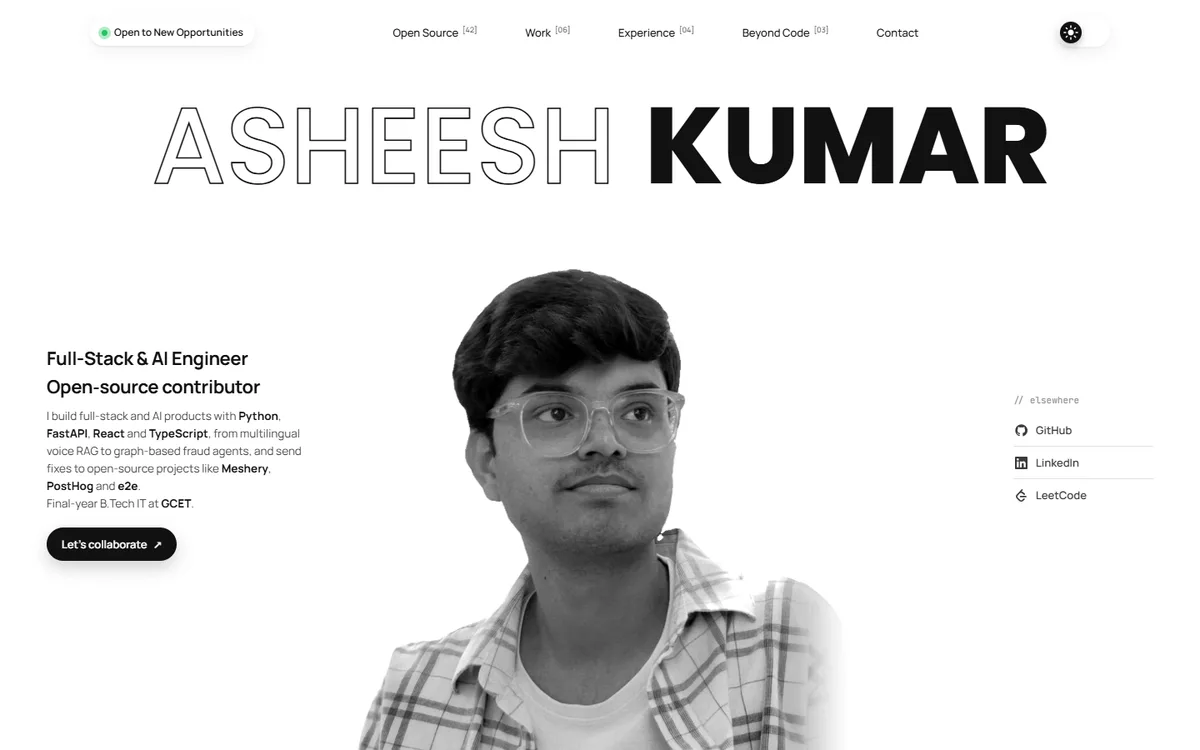 Open to New Opportunities
Open Source [42]
Work [06]
Experience [04]
Beyond Code [03]
Contact
ASHEESH KUMAR
Full-Stack & AI Engineer
Open-source contributor
I build full-stack and AI products with Python,
FastAPI, React and TypeScript, from multilingual
voice RAG to graph-based fraud agents, and send
fixes to open-source projects like Meshery,
PostHog and e2e.
Final-year B.Tech IT at GCET.
Let's collaborate ↗
// elsewhere
GitHub
LinkedIn
LeetCode